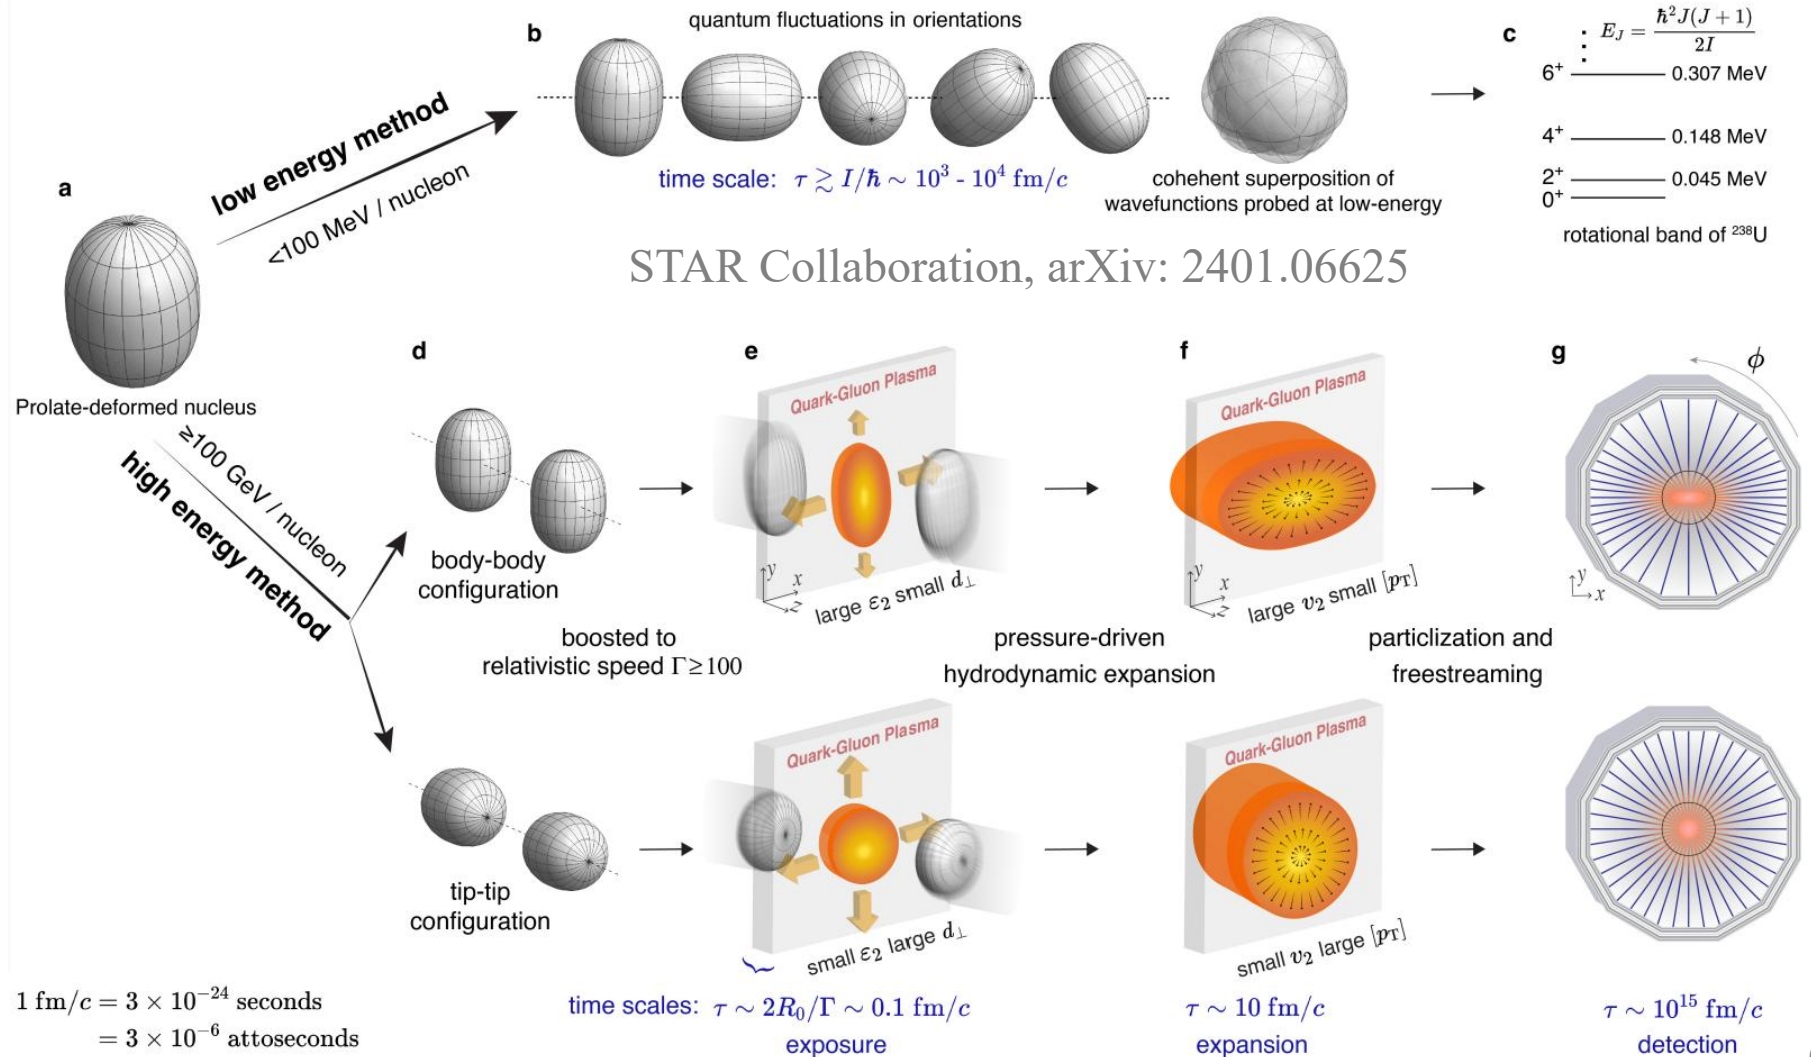 b
quantum fluctuations in orientations
time scale: τ ≳ I/ħ ∼ 10³ - 10⁴ fm/c
cohehent superposition of
wavefunctions probed at low-energy
c
E_J = ħ²J(J + 1) / 2I
6⁺ 0.307 MeV
4⁺ 0.148 MeV
2⁺ 0.045 MeV
0⁺
rotational band of ²³⁸U
low energy method
<100 MeV / nucleon
STAR Collaboration, arXiv: 2401.06625
a
Prolate-deformed nucleus
≥100 GeV / nucleon
high energy method
d
body-body
configuration
boosted to
relativistic speed Γ≥100
tip-tip
configuration
e
Quark-Gluon Plasma
y
x
z
large ε₂ small d⊥
pressure-driven
hydrodynamic expansion
Quark-Gluon Plasma
small ε₂ large d⊥
f
Quark-Gluon Plasma
y
x
z
large v₂ small [p_T]
particlization and
freestreaming
Quark-Gluon Plasma
small v₂ large [p_T]
g
ϕ
y
x
1 fm/c = 3 × 10⁻²⁴ seconds
= 3 × 10⁻⁶ attoseconds
time scales: τ ∼ 2R₀/Γ ∼ 0.1 fm/c
exposure
τ ∼ 10 fm/c
expansion
τ ∼ 10¹⁵ fm/c
detection